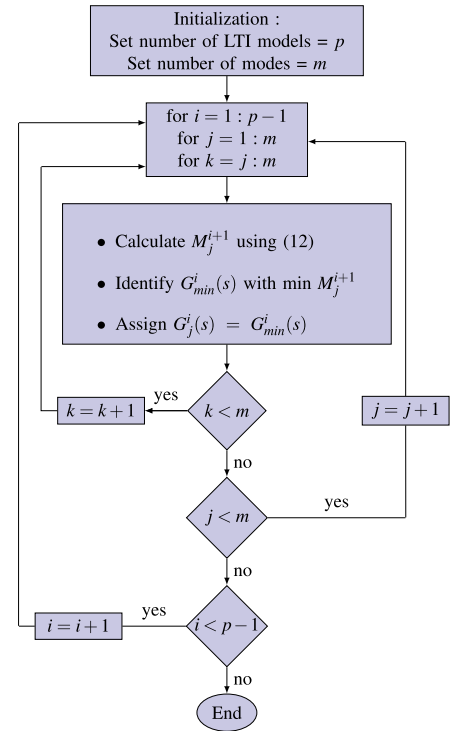 Initialization :
Set number of LTI models = p
Set number of modes = m
for i = 1 : p − 1
for j = 1 : m
for k = j : m
• Calculate M_j^{i+1} using (12)
• Identify G_{min}^i(s) with min M_j^{i+1}
• Assign G_j^i(s) = G_{min}^i(s)
yes
k = k + 1
k < m
j = j + 1
no
j < m
yes
no
yes
i = i + 1
i < p − 1
no
End